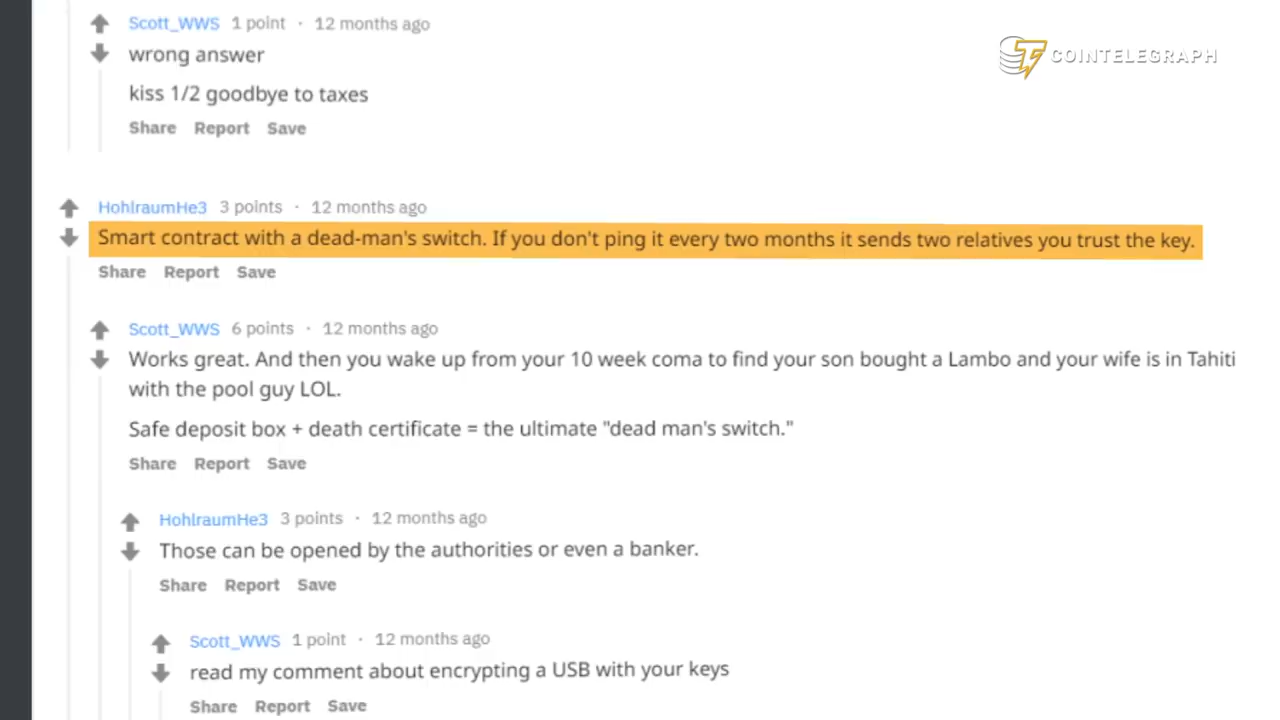 Scott_WWS 1 point · 12 months ago
COINTELEGRAPH
wrong answer
kiss 1/2 goodbye to taxes
Share Report Save
HohlraumHe3 3 points · 12 months ago
Smart contract with a dead-man's switch. If you don't ping it every two months it sends two relatives you trust the key.
Share Report Save
Scott_WWS 6 points · 12 months ago
Works great. And then you wake up from your 10 week coma to find your son bought a Lambo and your wife is in Tahiti
with the pool guy LOL.
Safe deposit box + death certificate = the ultimate "dead man's switch."
Share Report Save
HohlraumHe3 3 points · 12 months ago
Those can be opened by the authorities or even a banker.
Share Report Save
Scott_WWS 1 point · 12 months ago
read my comment about encrypting a USB with your keys
Share Report Save